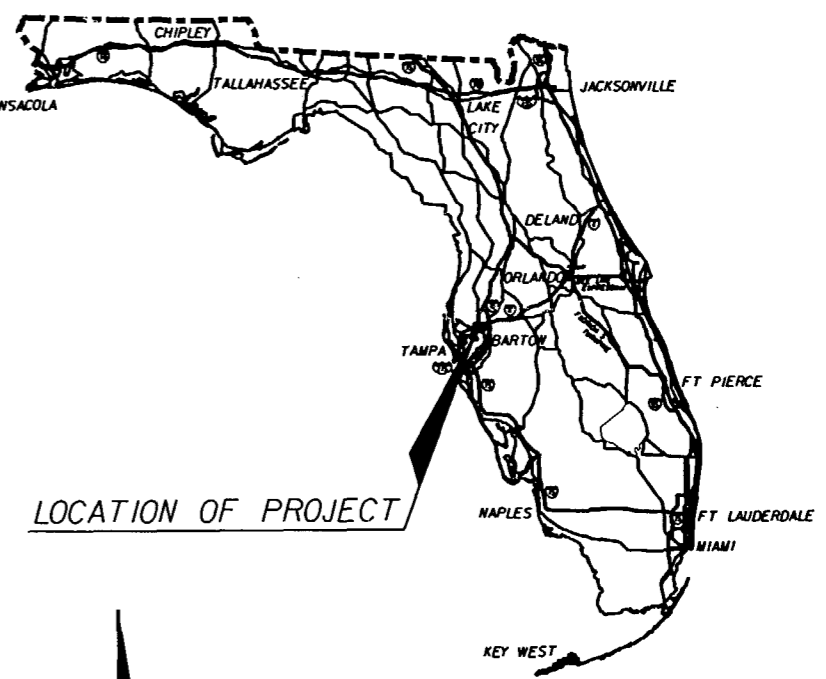 CHIPLEY
TALLAHASSEE
NSACOLA
LAKE
CITY
JACKSONVILLE
DELAND
ORLANDO
TAMPA
BARTOW
FT PIERCE
LOCATION OF PROJECT
NAPLES
FT LAUDERDALE
MIAMI
KEY WEST